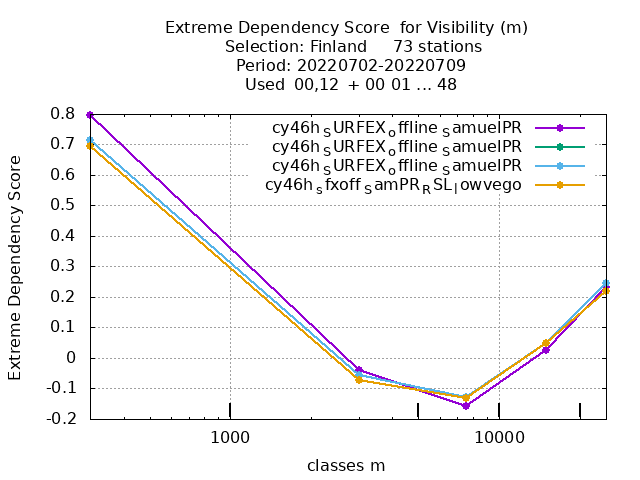 Extreme Dependency Score for Visibility (m)
Selection: Finland 73 stations
Period: 20220702-20220709
Used 00,12 + 00 01 ... 48
cy46h_SURFEX_offline_SamuelPR
cy46h_SURFEX_offline_SamuelPR
cy46h_SURFEX_offline_SamuelPR
cy46h_sfxoff_SamPR_RSL_lowvego
Extreme Dependency Score
0.8
0.7
0.6
0.5
0.4
0.3
0.2
0.1
0
-0.1
-0.2
1000 10000
classes m